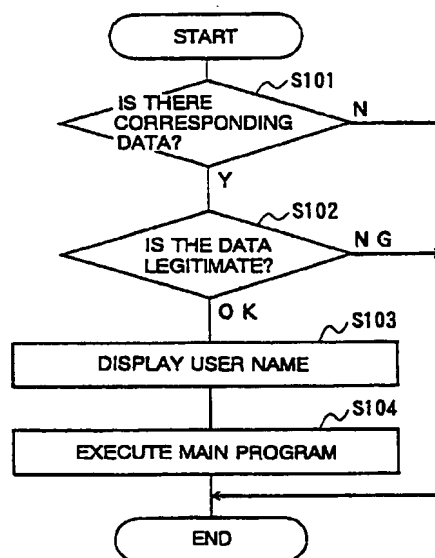 START
S101
IS THERE
CORRESPONDING
DATA?
N
Y
S102
IS THE DATA
LEGITIMATE?
N G
O K
S103
DISPLAY USER NAME
S104
EXECUTE MAIN PROGRAM
END